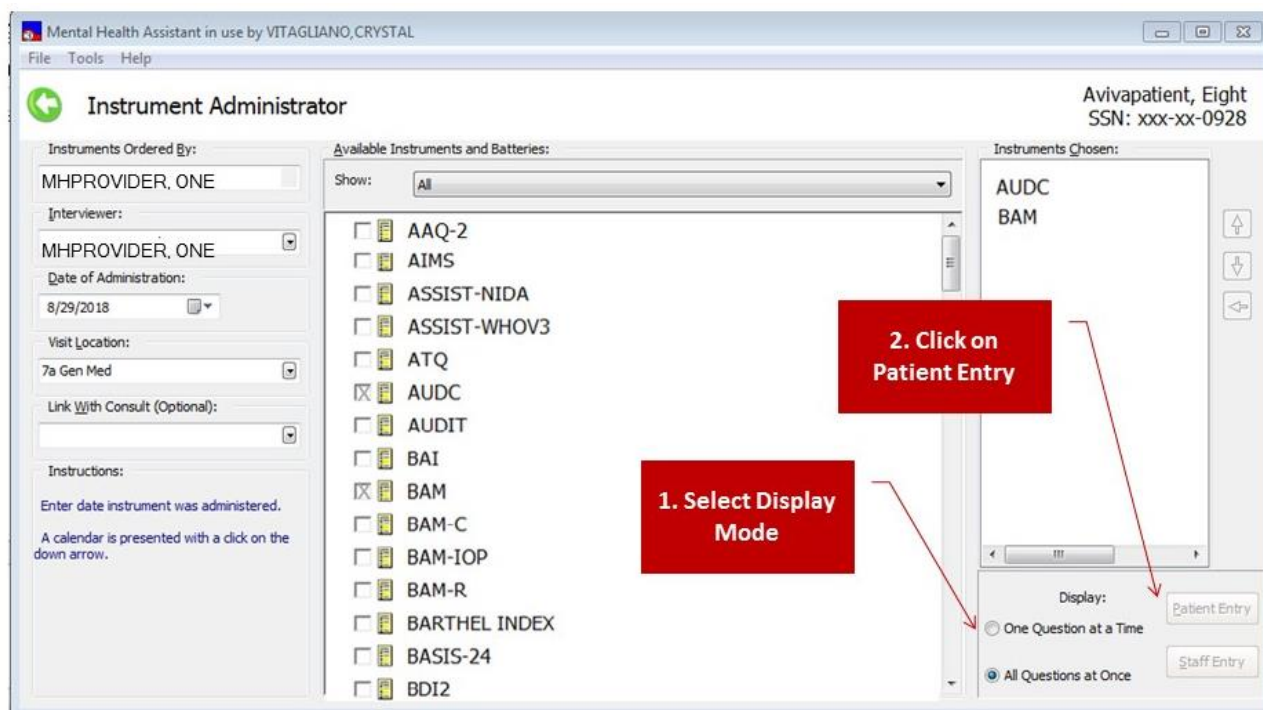 Mental Health Assistant in use by VITAGLIANO,CRYSTAL
File Tools Help
Instrument Administrator
Avivapatient, Eight
SSN: xxx-xx-0928
Instruments Ordered By:
MHPROVIDER, ONE
Interviewer:
MHPROVIDER, ONE
Date of Administration:
8/29/2018
Visit Location:
7a Gen Med
Link With Consult (Optional):
Instructions:
Enter date instrument was administered.
A calendar is presented with a click on the
down arrow.
Available Instruments and Batteries:
Show: All
AAQ-2
AIMS
ASSIST-NIDA
ASSIST-WHOV3
ATQ
AUDC
AUDIT
BAI
BAM
BAM-C
BAM-IOP
BAM-R
BARTHEL INDEX
BASIS-24
BDI2
Instruments Chosen:
AUDC
BAM
2. Click on
Patient Entry
1. Select Display
Mode
Display:
One Question at a Time
All Questions at Once
Patient Entry
Staff Entry